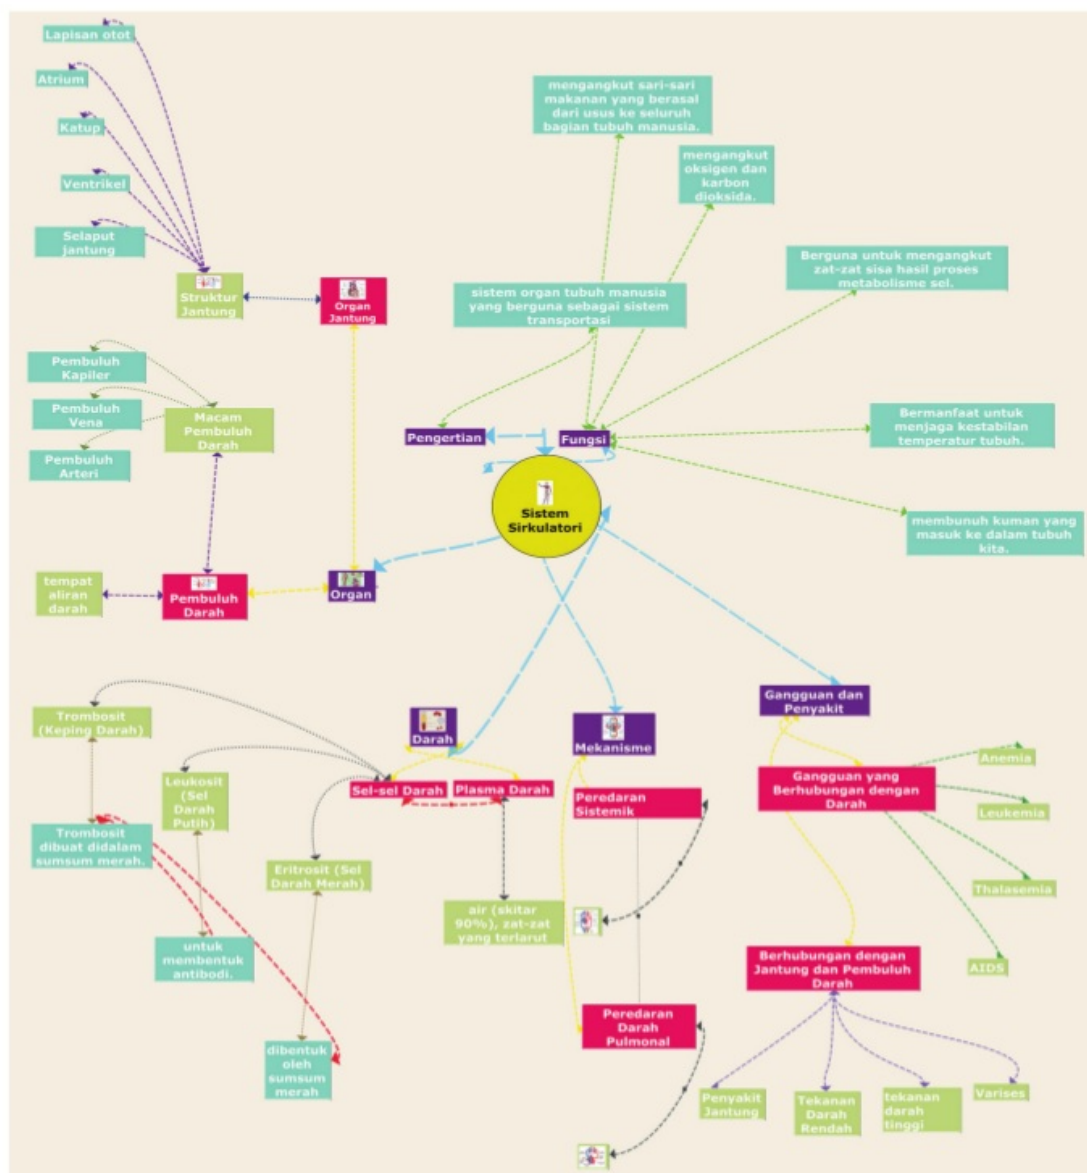 Lapisan otot
Atrium
Katup
Ventrikel
Selaput
jantung
Struktur
Jantung
Organ
Jantung
mengangkut sari-sari
makanan yang berasal
dari usus ke seluruh
bagian tubuh manusia.
mengangkut
oksigen dan
karbon
dioksida.
Berguna untuk mengangkut
zat-zat sisa hasil proses
metabolisme sel.
sistem organ tubuh manusia
yang berguna sebagai sistem
transportasi
Pembuluh
Kapiler
Pembuluh
Vena
Pembuluh
Arteri
Macam
Pembuluh
Darah
Pengertian
Fungsi
Bermanfaat untuk
menjaga kestabilan
temperatur tubuh.
membunuh kuman yang
masuk ke dalam tubuh
kita.
Sistem
Sirkulatori
tempat
aliran
darah
Pembuluh
Darah
Organ
Trombosit
(Keping Darah)
Leukosit
(Sel
Darah
Putih)
Trombosit
dibuat didalam
sumsum merah.
Eritrosit (Sel
Darah Merah)
untuk
membentuk
antibodi.
dibentuk
oleh
sumsum
merah
Darah
Sel-sel Darah
Plasma Darah
air (skitar
90%), zat-zat
yang terlarut
Mekanisme
Peredaran
Sistemik
Peredaran
Darah
Pulmonal
Gangguan dan
Penyakit
Gangguan yang
Berhubungan dengan
Darah
Anemia
Leukemia
Thalasemia
AIDS
Berhubungan dengan
Jantung dan Pembuluh
Darah
Penyakit
Jantung
Tekanan
Darah
Rendah
tekanan
darah
tinggi
Varises